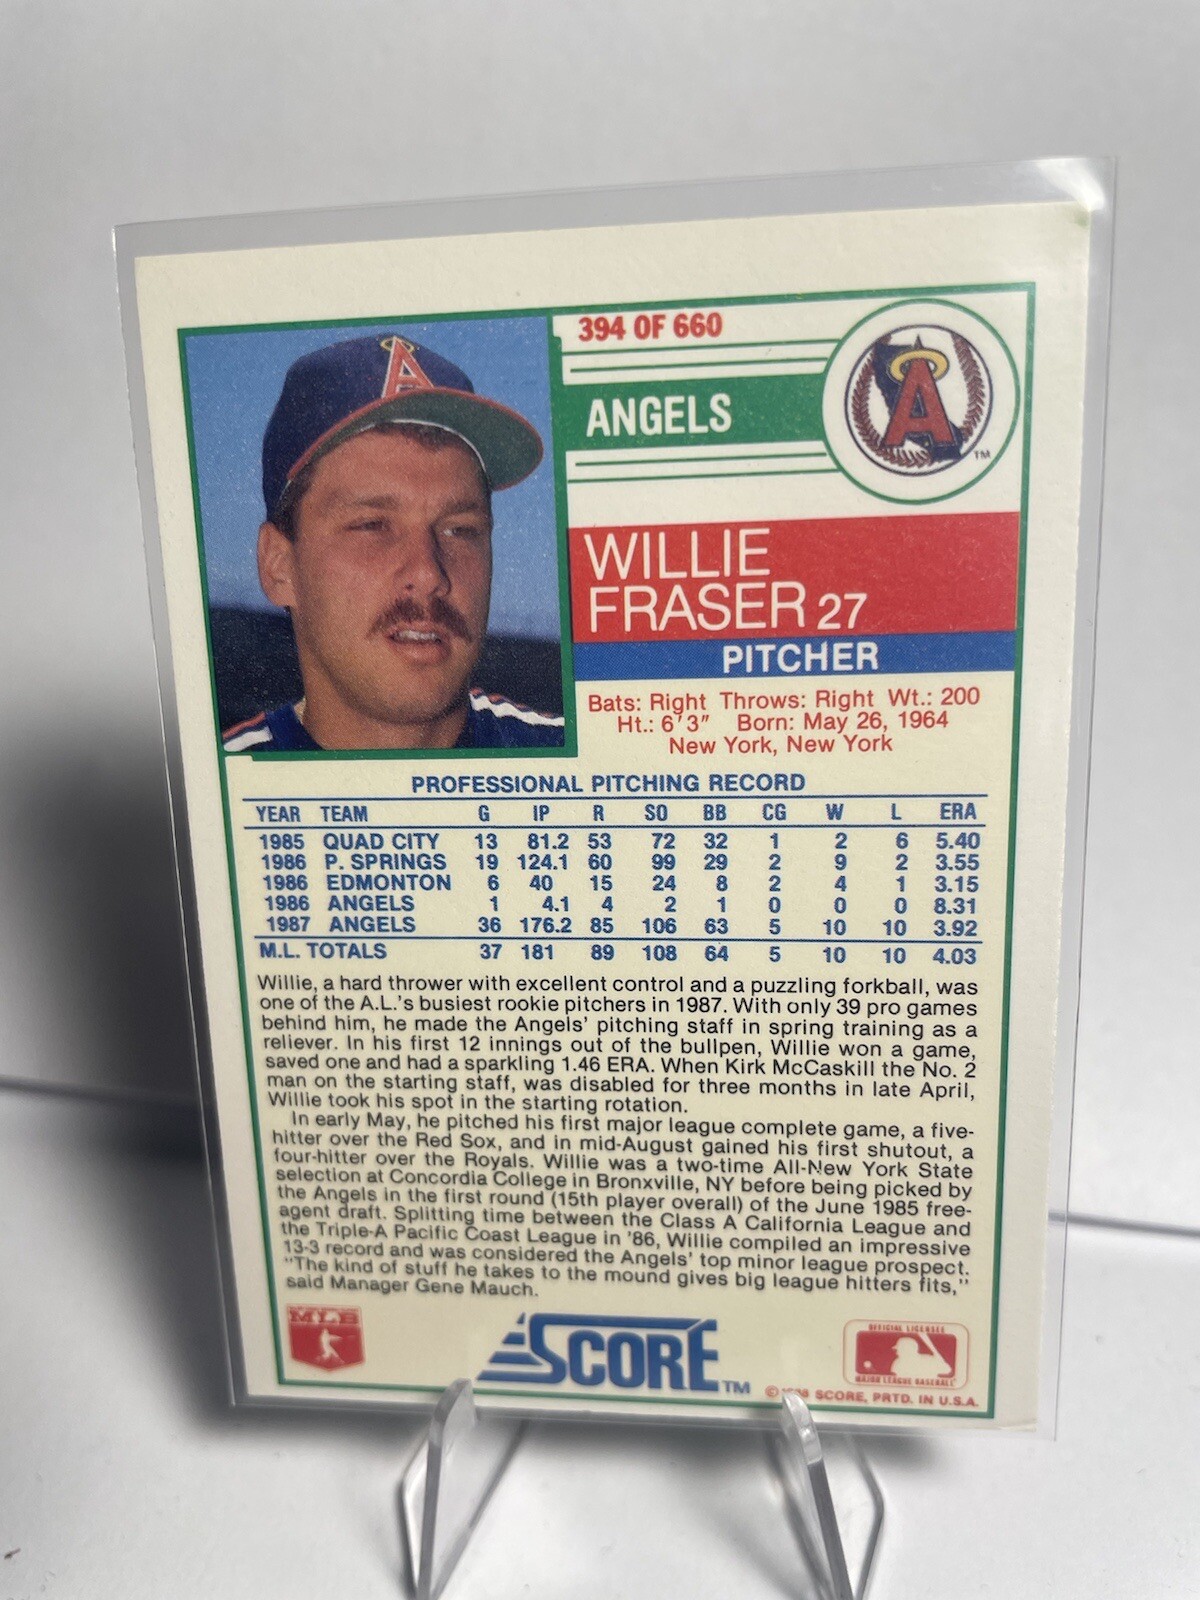 394 OF 660
ANGELS
A
A
TM
WILLIE
FRASER 27
PITCHER
Bats: Right Throws: Right Wt.: 200
Ht.: 6'3" Born: May 26, 1964
New York, New York
PROFESSIONAL PITCHING RECORD
YEAR TEAM G IP R SO BB CG W L ERA
1985 QUAD CITY 13 81.2 53 72 32 1 2 6 5.40
1986 P. SPRINGS 19 124.1 60 99 29 2 9 2 3.55
1986 EDMONTON 6 40 15 24 8 2 4 1 3.15
1986 ANGELS 1 4.1 4 2 1 0 0 0 8.31
1987 ANGELS 36 176.2 85 106 63 5 10 10 3.92
M.L. TOTALS 37 181 89 108 64 5 10 10 4.03
Willie, a hard thrower with excellent control and a puzzling forkball, was
one of the A.L.'s busiest rookie pitchers in 1987. With only 39 pro games
behind him, he made the Angels' pitching staff in spring training as a
reliever. In his first 12 innings out of the bullpen, Willie won a game,
saved one and had a sparkling 1.46 ERA. When Kirk McCaskill the No. 2
man on the starting staff, was disabled for three months in late April,
Willie took his spot in the starting rotation.
In early May, he pitched his first major league complete game, a five-
hitter over the Red Sox, and in mid-August gained his first shutout, a
four-hitter over the Royals. Willie was a two-time All-New York State
selection at Concordia College in Bronxville, NY before being picked by
the Angels in the first round (15th player overall) of the June 1985 free-
agent draft. Splitting time between the Class A California League and
the Triple-A Pacific Coast League in '86, Willie compiled an impressive
13-3 record and was considered the Angels' top minor league prospect.
"The kind of stuff he takes to the mound gives big league hitters fits,"
said Manager Gene Mauch.
MLB
SCORE TM
OFFICIAL LICENSEE
MAJOR LEAGUE BASEBALL
© 1988 SCORE, PRTD. IN U.S.A.